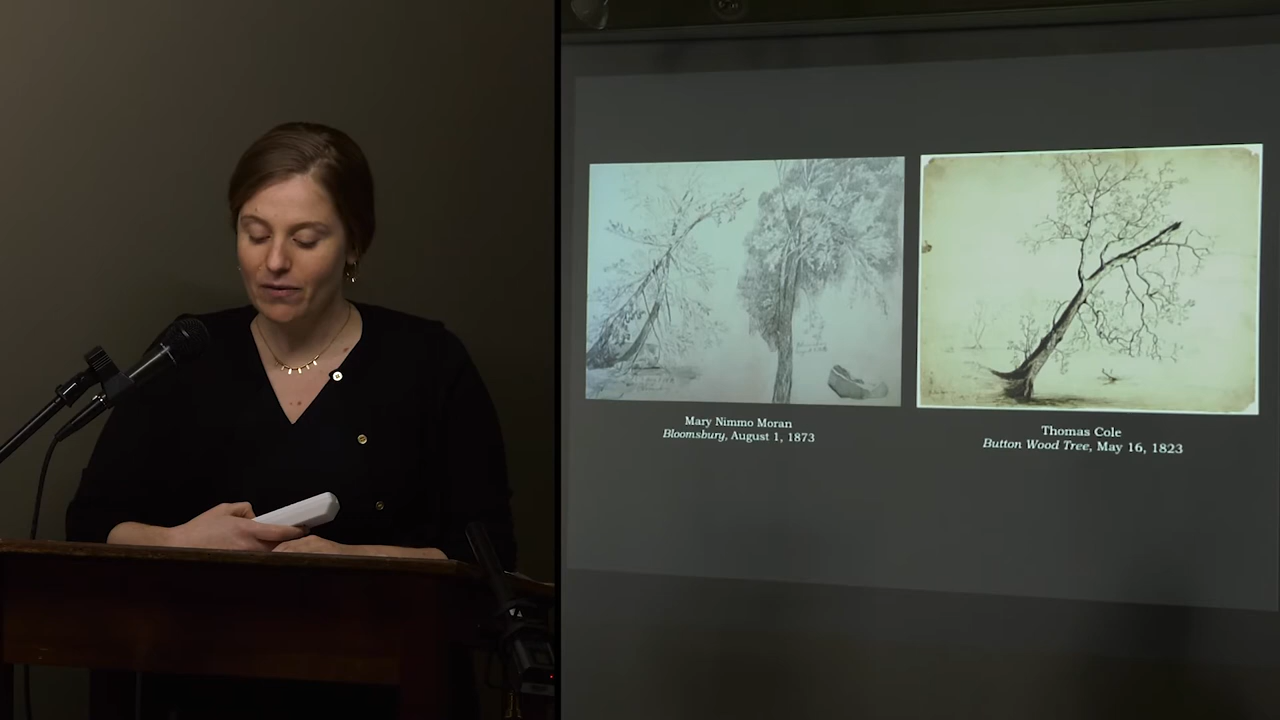 Mary Nimmo Moran
Bloomsbury, August 1, 1873
Thomas Cole
Button Wood Tree, May 16, 1823